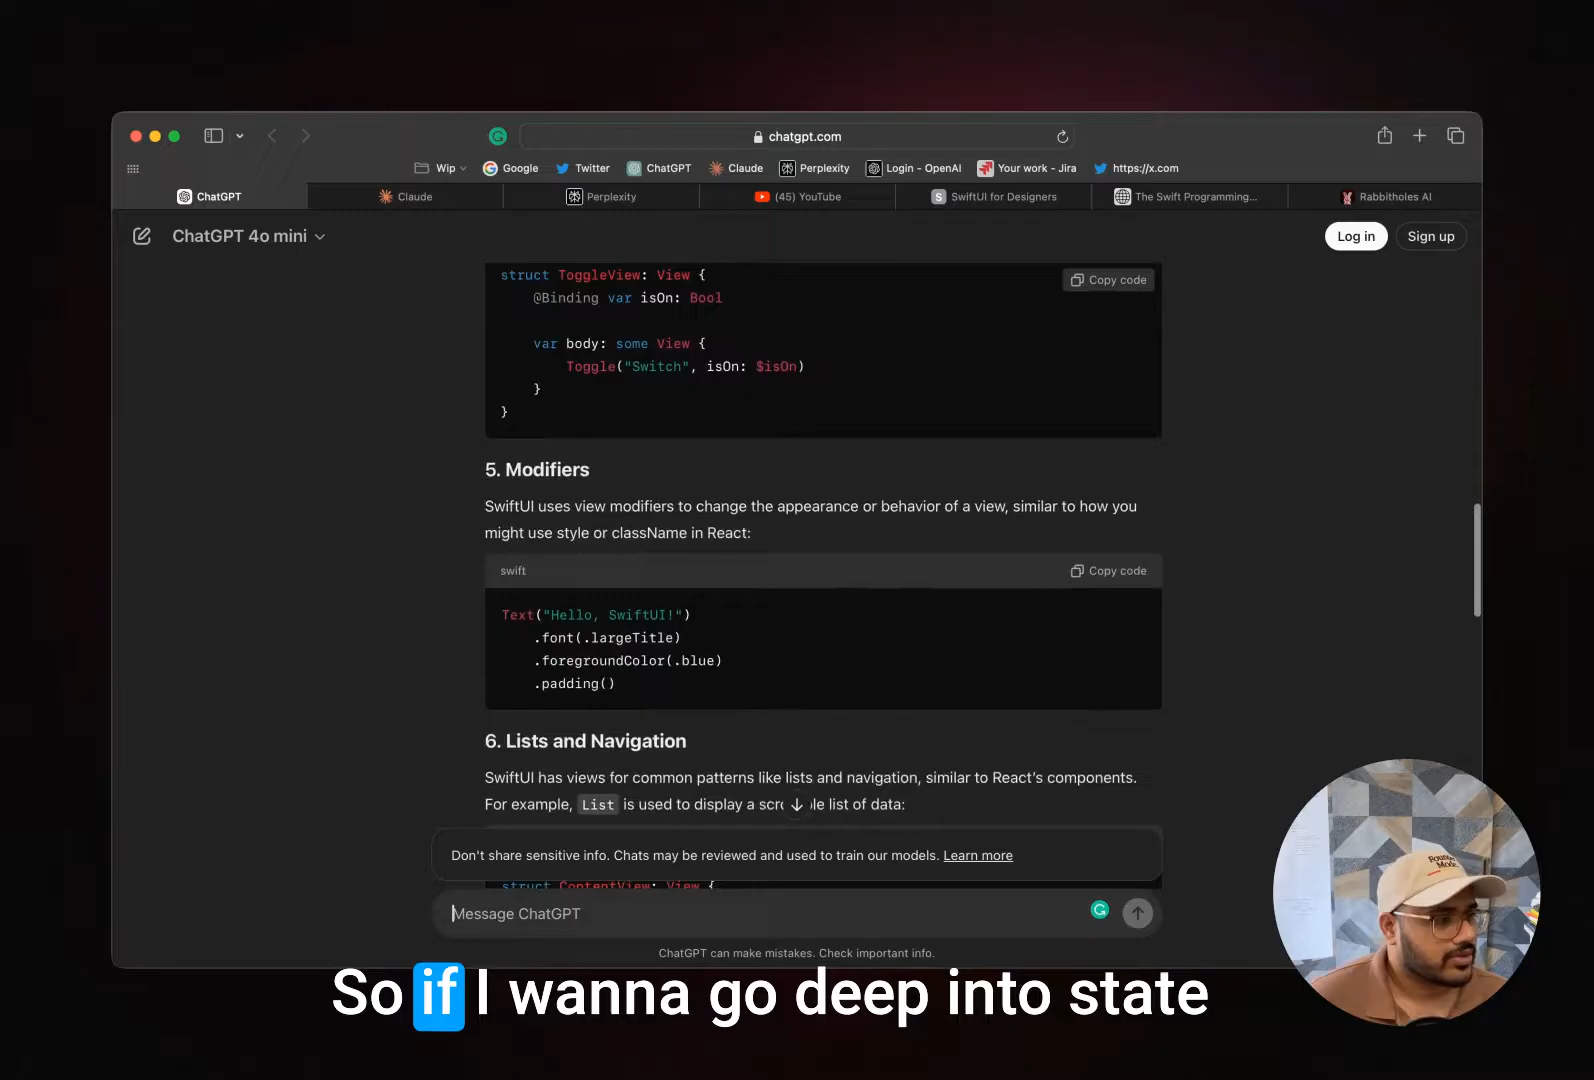 chatgpt.com
Wip
Google
Twitter
ChatGPT
Claude
Perplexity
Login - OpenAI
Your work - Jira
https://x.com
ChatGPT
Claude
Perplexity
(45) YouTube
S
SwiftUI for Designers
The Swift Programming...
Rabbitholes AI
ChatGPT 4o mini
Log in
Sign up
struct ToggleView: View {
Copy code
@Binding var isOn: Bool
var body: some View {
Toggle("Switch", isOn: $isOn)
}
}
5. Modifiers
SwiftUI uses view modifiers to change the appearance or behavior of a view, similar to how you
might use style or className in React:
swift
Copy code
Text("Hello, SwiftUI!")
.font(.largeTitle)
.foregroundColor(.blue)
.padding()
6. Lists and Navigation
SwiftUI has views for common patterns like lists and navigation, similar to React's components.
For example, List is used to display a scr le list of data:
Don't share sensitive info. Chats may be reviewed and used to train our models. Learn more
struct ContentView: View {
Message ChatGPT
ChatGPT can make mistakes. Check important info.
So if I wanna go deep into state